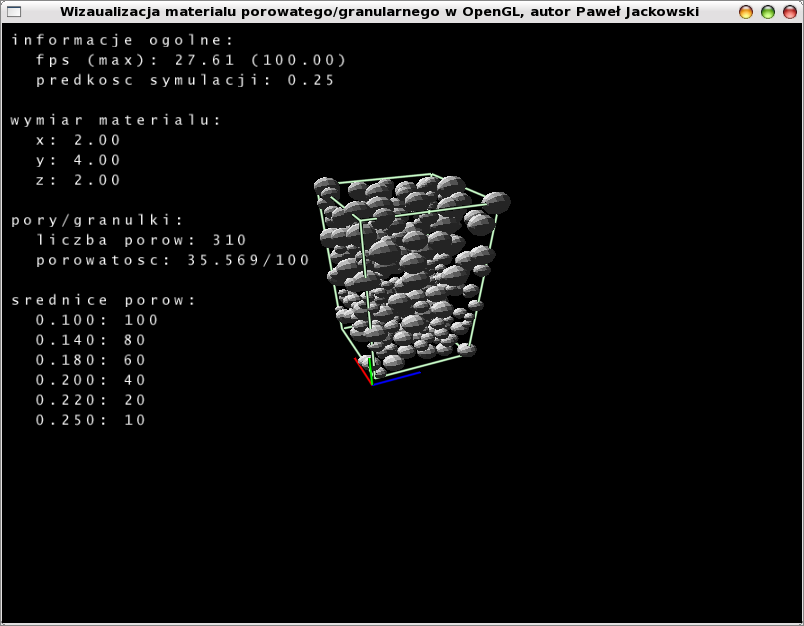 Wizaualizacja materialu porowatego/granularnego w OpenGL, autor Paweł Jackowski
informacje ogolne:
fps (max): 27.61 (100.00)
predkosc symulacji: 0.25
wymiar materialu:
x: 2.00
y: 4.00
z: 2.00
pory/granulki:
liczba porow: 310
porowatosc: 35.569/100
srednice porow:
0.100: 100
0.140: 80
0.180: 60
0.200: 40
0.220: 20
0.250: 10